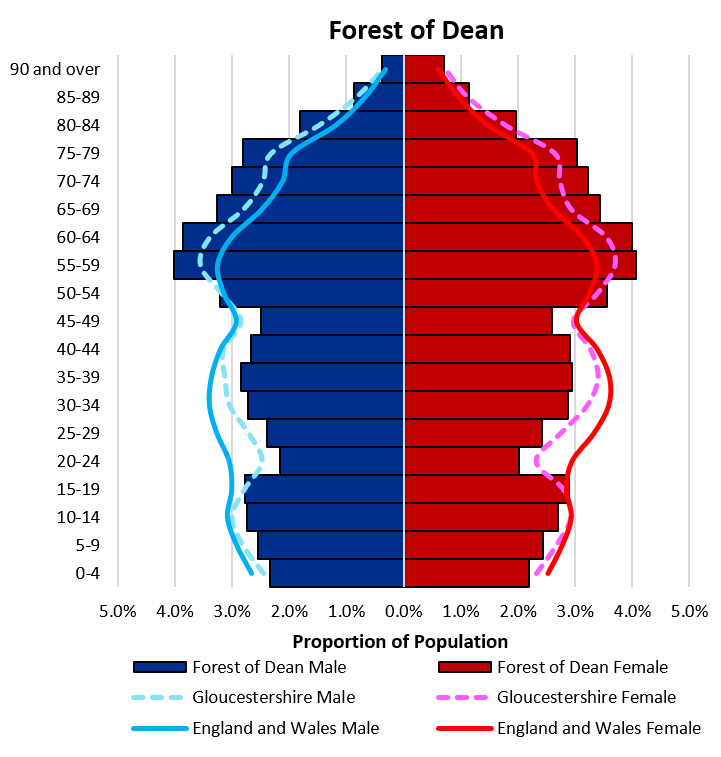 Forest of Dean
90 and over
85-89
80-84
75-79
70-74
65-69
60-64
55-59
50-54
45-49
40-44
35-39
30-34
25-29
20-24
15-19
10-14
5-9
0-4
5.0% 4.0% 3.0% 2.0% 1.0% 0.0% 1.0% 2.0% 3.0% 4.0% 5.0%
Proportion of Population
Forest of Dean Male Forest of Dean Female
Gloucestershire Male Gloucestershire Female
England and Wales Male England and Wales Female